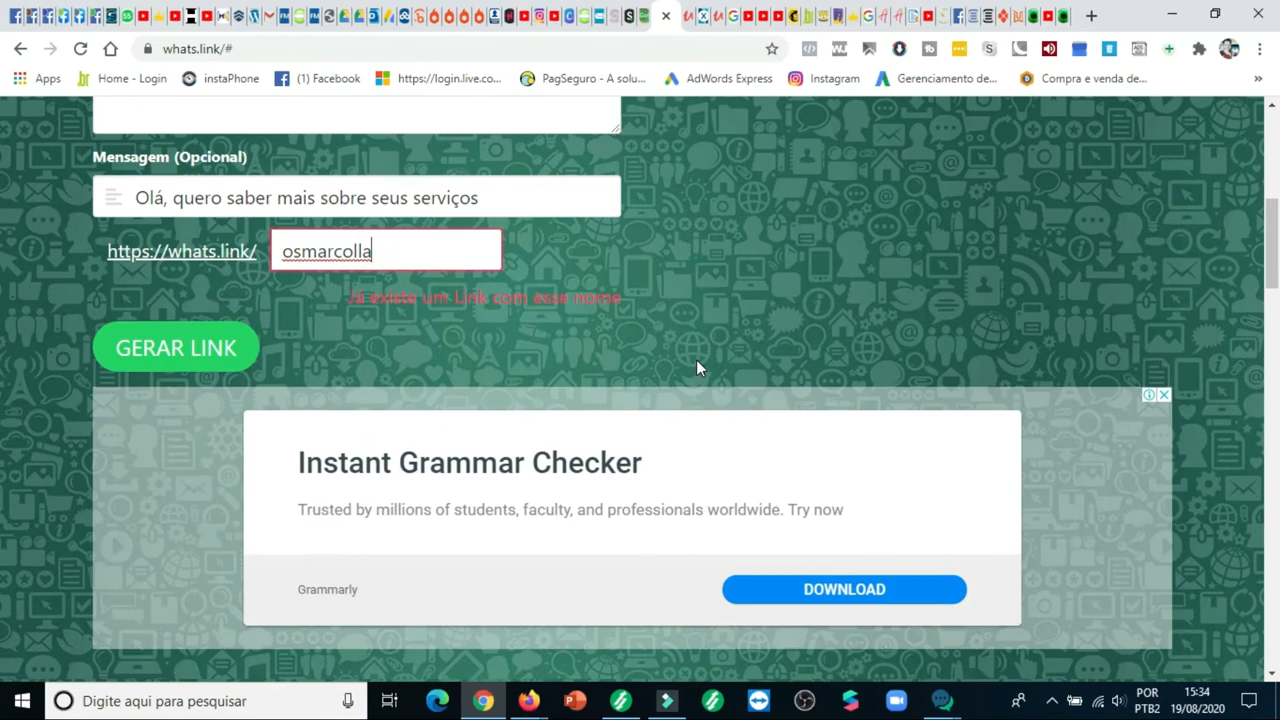 whats.link/#
Apps
Home - Login
instaPhone
(1) Facebook
https://login.live.co...
PagSeguro - A solu...
AdWords Express
Instagram
Gerenciamento de...
Compra e venda de...
»
Mensagem (Opcional)
Olá, quero saber mais sobre seus serviços
https://whats.link/ osmarcolla
Já existe um Link com esse nome
GERAR LINK
Instant Grammar Checker
Trusted by millions of students, faculty, and professionals worldwide. Try now
Grammarly
DOWNLOAD
Digite aqui para pesquisar
POR
PTB2
15:34
19/08/2020